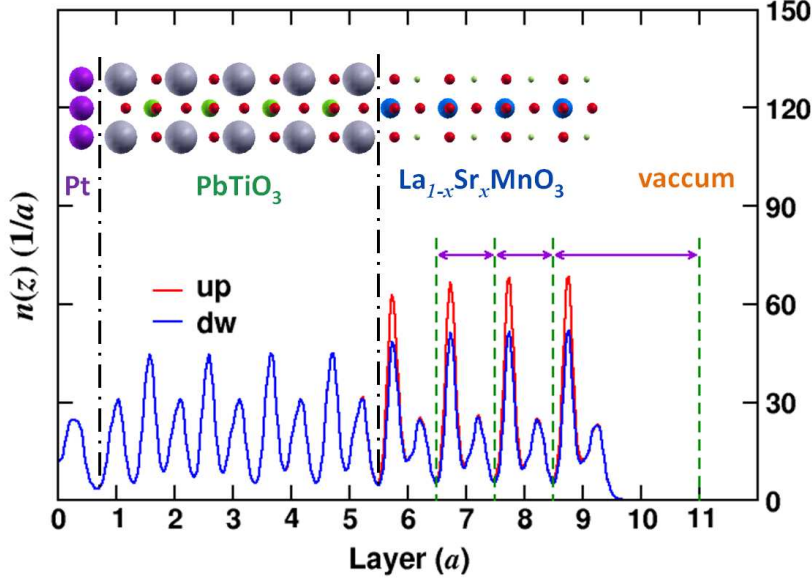 150
120
90
60
30
0
Pt
PbTiO3
La1-xSrxMnO3
vaccum
n(z) (1/a)
up
dw
0 1 2 3 4 5 6 7 8 9 11
Layer (a)